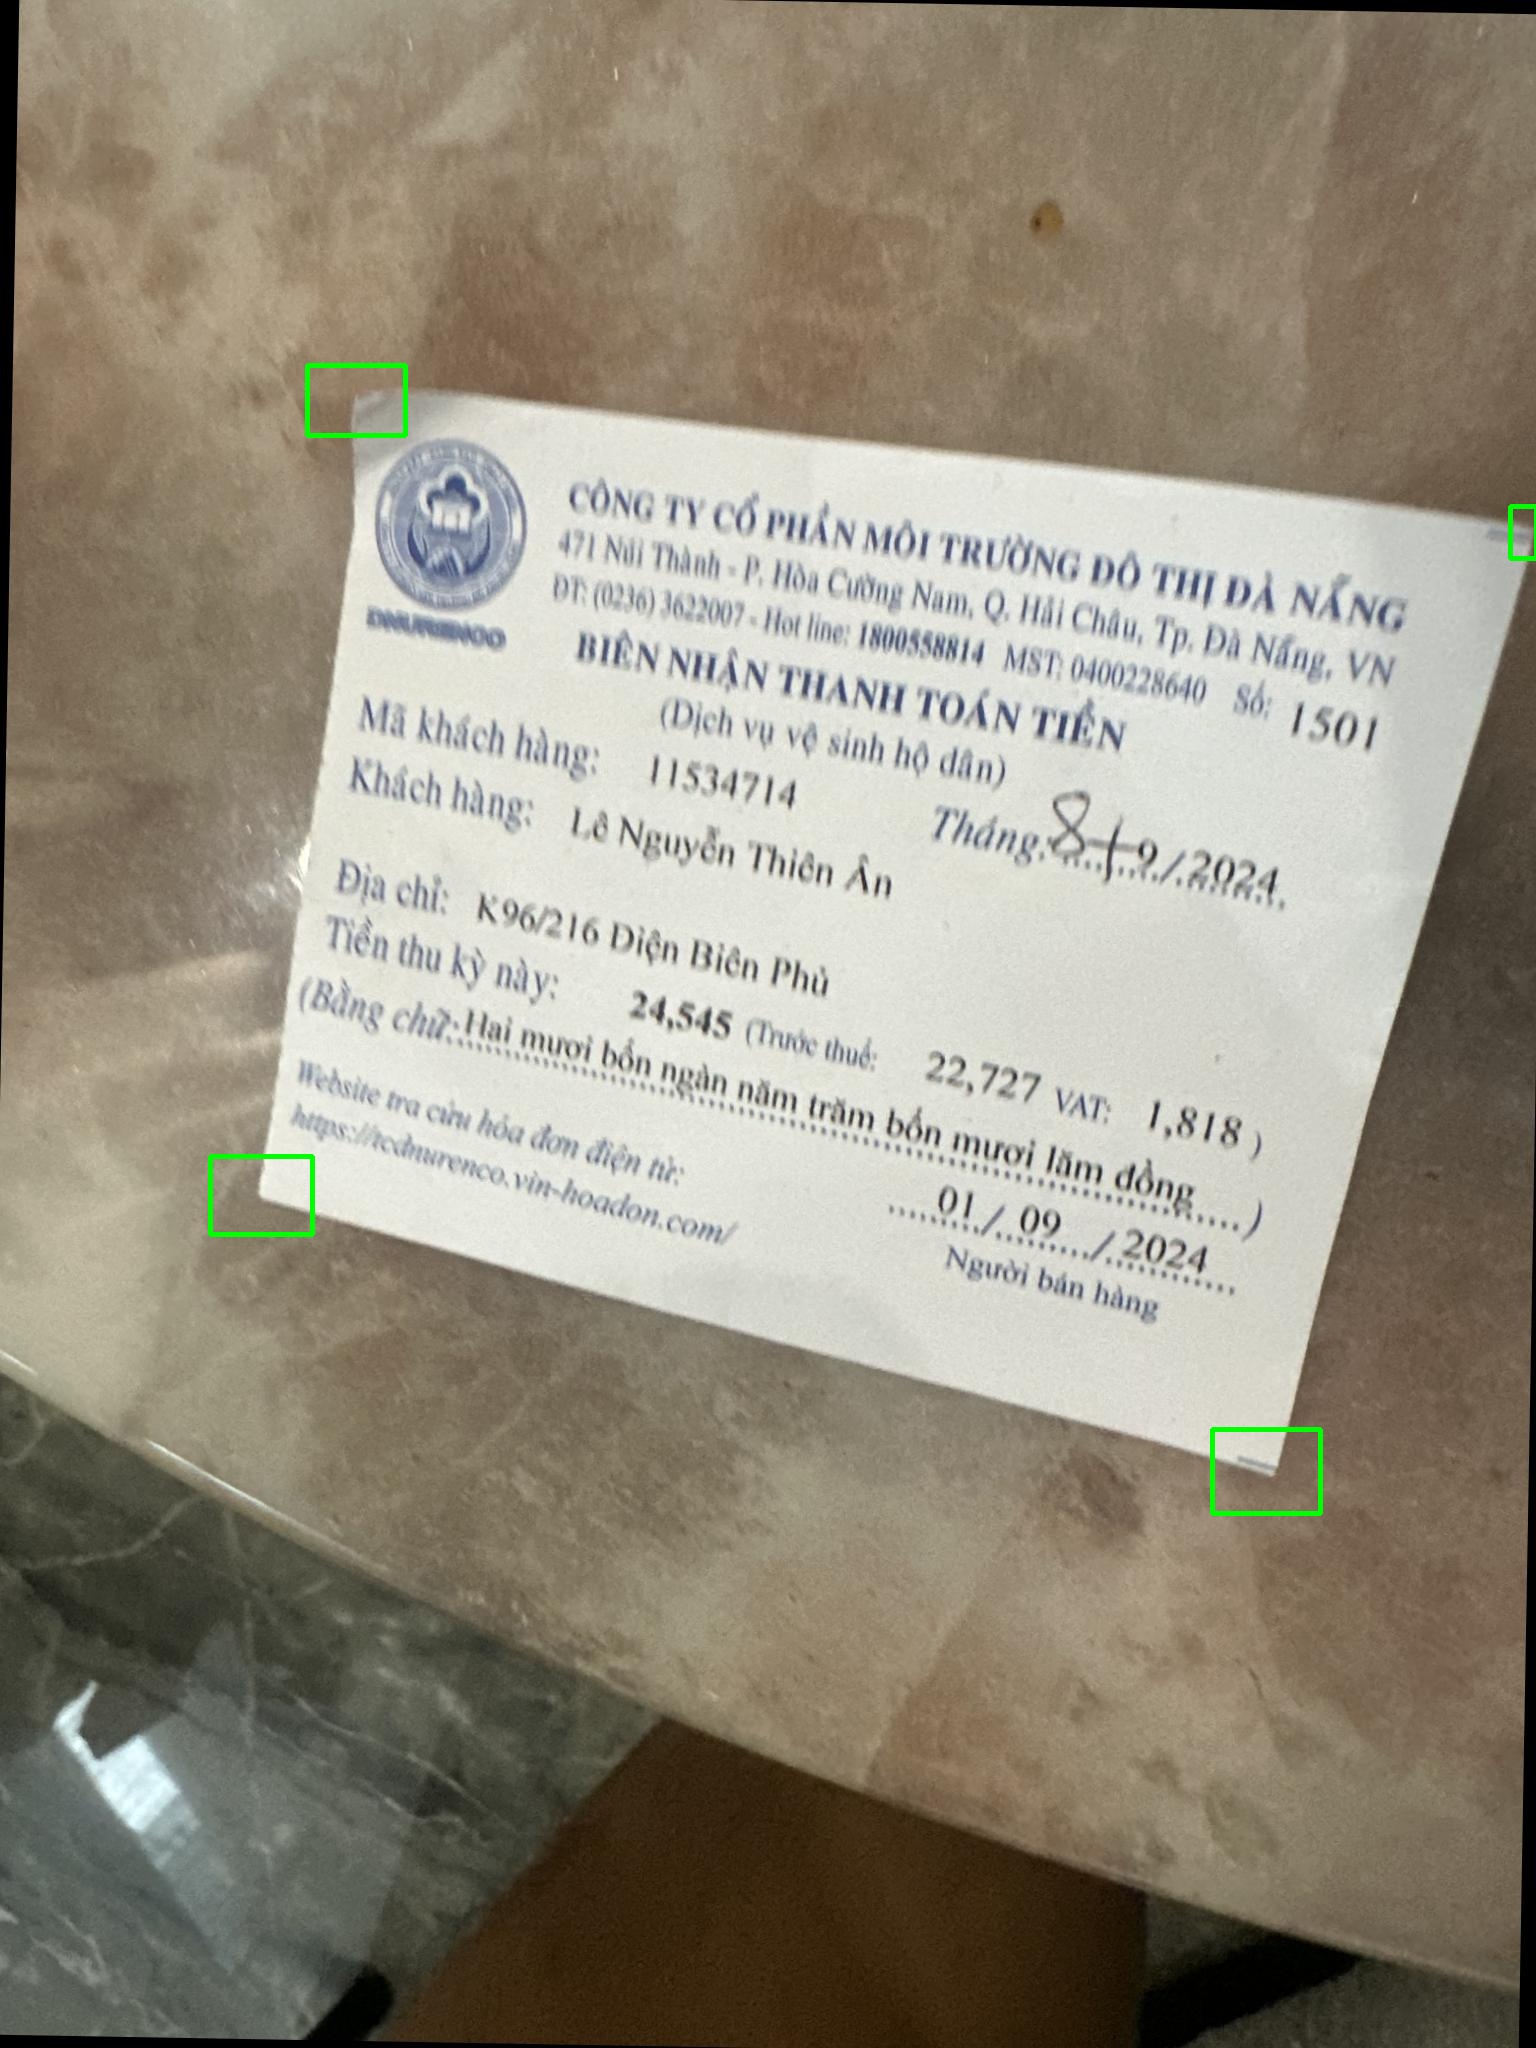 DNURENCO
CÔNG TY CỔ PHẦN MÔI TRƯỜNG ĐÔ THỊ ĐÀ NẴNG
471 Núi Thành - P. Hòa Cường Nam, Q. Hải Châu, Tp. Đà Nẵng, VN
ĐT: (0236) 3622007 - Hot line: 1800558814 MST: 0400228640 Số: 1501
BIÊN NHẬN THANH TOÁN TIỀN
(Dịch vụ vệ sinh hộ dân)
Mã khách hàng: 11534714
Tháng: 8+9/2024
Khách hàng: Lê Nguyễn Thiên Ân
Địa chỉ: K96/216 Điện Biên Phủ
Tiền thu kỳ này: 24,545 (Trước thuế: 22,727 VAT: 1,818 )
(Bằng chữ: Hai mươi bốn ngàn năm trăm bốn mươi lăm đồng )
Website tra cứu hóa đơn điện tử:
https://tcdnurenco.vin-hoadon.com/
01 / 09 / 2024
Người bán hàng